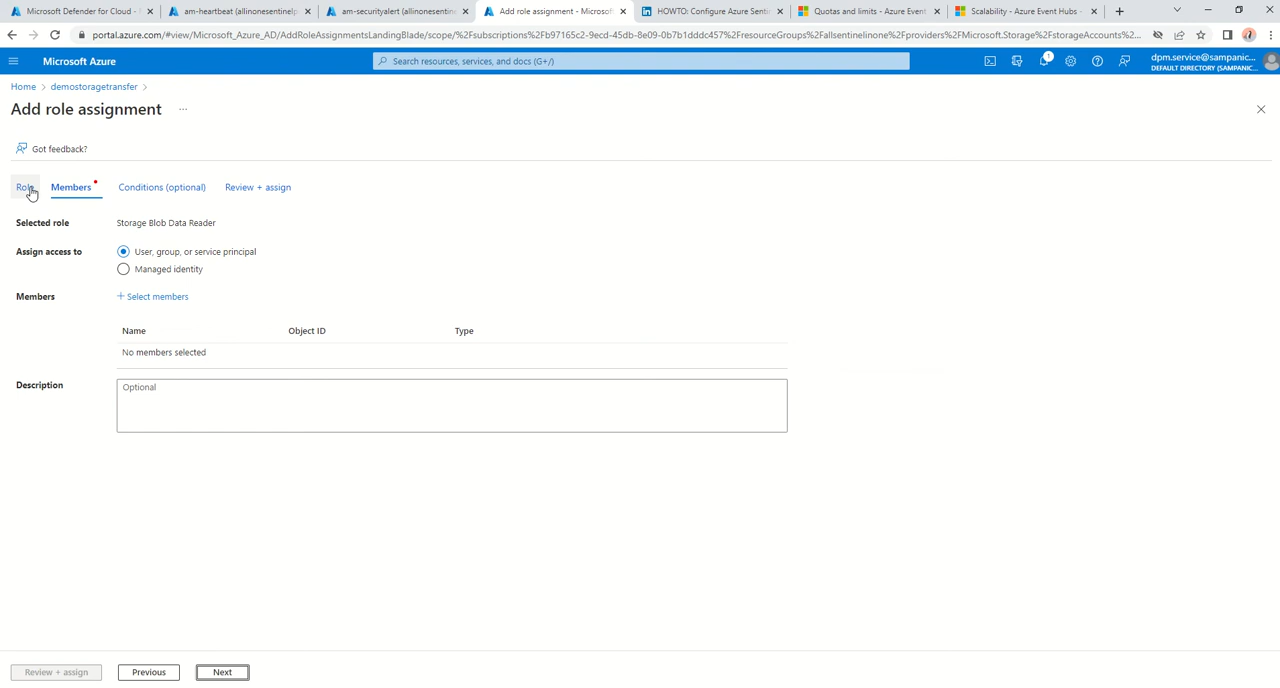 Microsoft Defender for Cloud -
am-heartbeat (allinonesentinelp
am-securityalert (allinonesentine
Add role assignment - Microsoft
HOWTO: Configure Azure Senti
Quotas and limits - Azure Event
Scalability - Azure Event Hubs -
portal.azure.com/#view/Microsoft_Azure_AD/AddRoleAssignmentsLandingBlade/scope/%2Fsubscriptions%2Fb97165c2-9ecd-45db-8e09-0b7b1dddc457%2FresourceGroups%2Fallsentinelinone%2Fproviders%2FMicrosoft.Storage%2FstorageAccounts%2...
Microsoft Azure
Search resources, services, and docs (G+/)
1
dpm.service@sampanic...
DEFAULT DIRECTORY (SAMPANIC...
Home > demostoragetransfer >
Add role assignment ...
Got feedback?
Role
Members
Conditions (optional)
Review + assign
Selected role
Storage Blob Data Reader
Assign access to
User, group, or service principal
Managed identity
Members
+ Select members
Name
Object ID
Type
No members selected
Description
Optional
Review + assign
Previous
Next